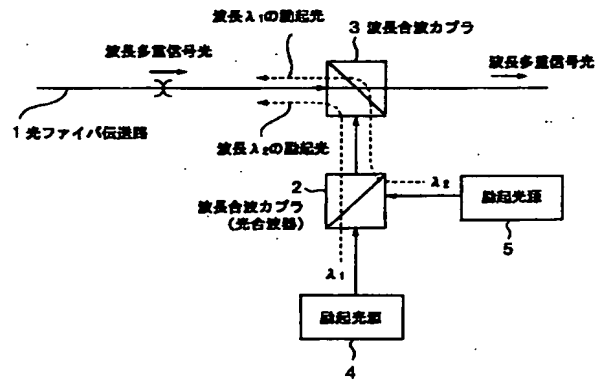 波長λ1の励起光
3 波長合波カプラ
波長多重信号光
波長多重信号光
1 光ファイバ伝送路
波長λ2の励起光
2
λ2
波長合波カプラ
(光合波器)
励起光源
5
λ1
励起光源
4